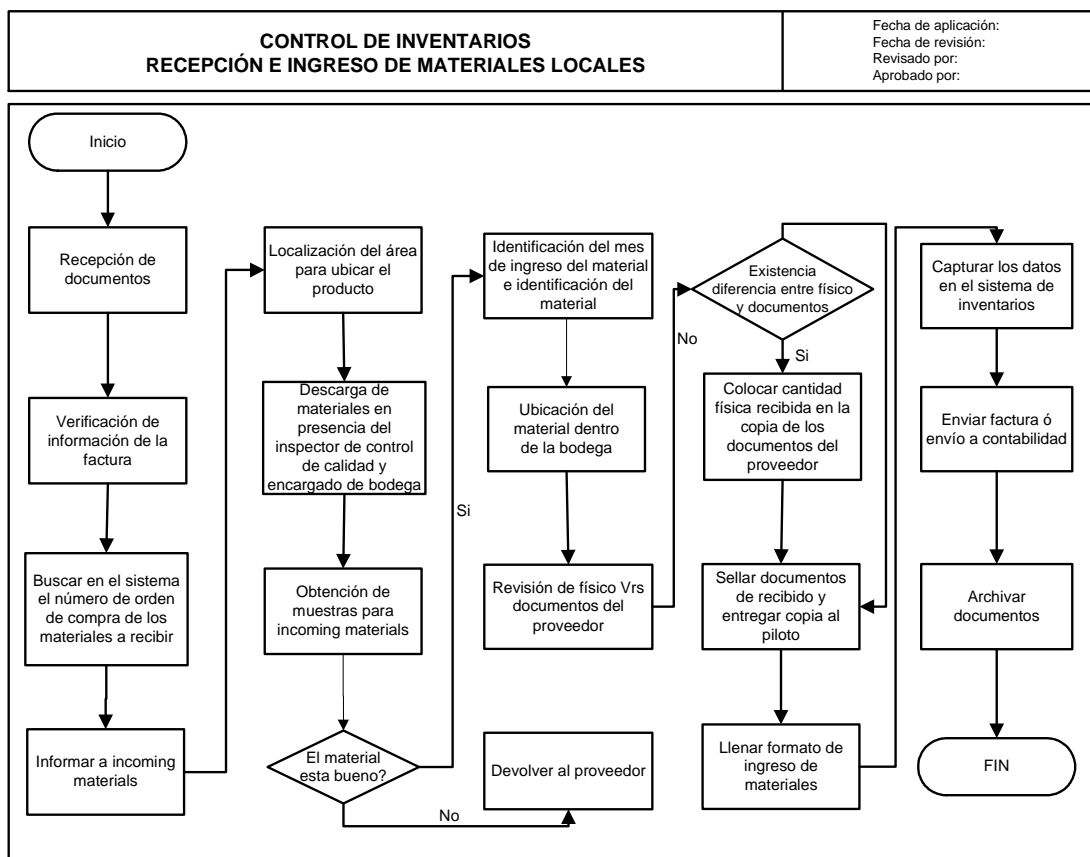 CONTROL DE INVENTARIOS
RECEPCIÓN E INGRESO DE MATERIALES LOCALES
Fecha de aplicación:
Fecha de revisión:
Revisado por:
Aprobado por:
Inicio
Recepción de
documentos
Verificación de
información de la
factura
Buscar en el sistema
el número de orden
de compra de los
materiales a recibir
Informar a incoming
materials
Localización del área
para ubicar el
producto
Descarga de
materiales en
presencia del
inspector de control
de calidad y
encargado de bodega
Obtención de
muestras para
incoming materials
El material
esta bueno?
Si
No
Identificación del mes
de ingreso del material
e identificación del
material
Ubicación del
material dentro
de la bodega
Revisión de físico Vrs
documentos del
proveedor
Devolver al proveedor
Existencia
diferencia entre físico
y documentos
No
Si
Colocar cantidad
física recibida en la
copia de los
documentos del
proveedor
Sellar documentos
de recibido y
entregar copia al
piloto
Llenar formato de
ingreso de
materiales
Capturar los datos
en el sistema de
inventarios
Enviar factura ó
envío a contabilidad
Archivar
documentos
FIN